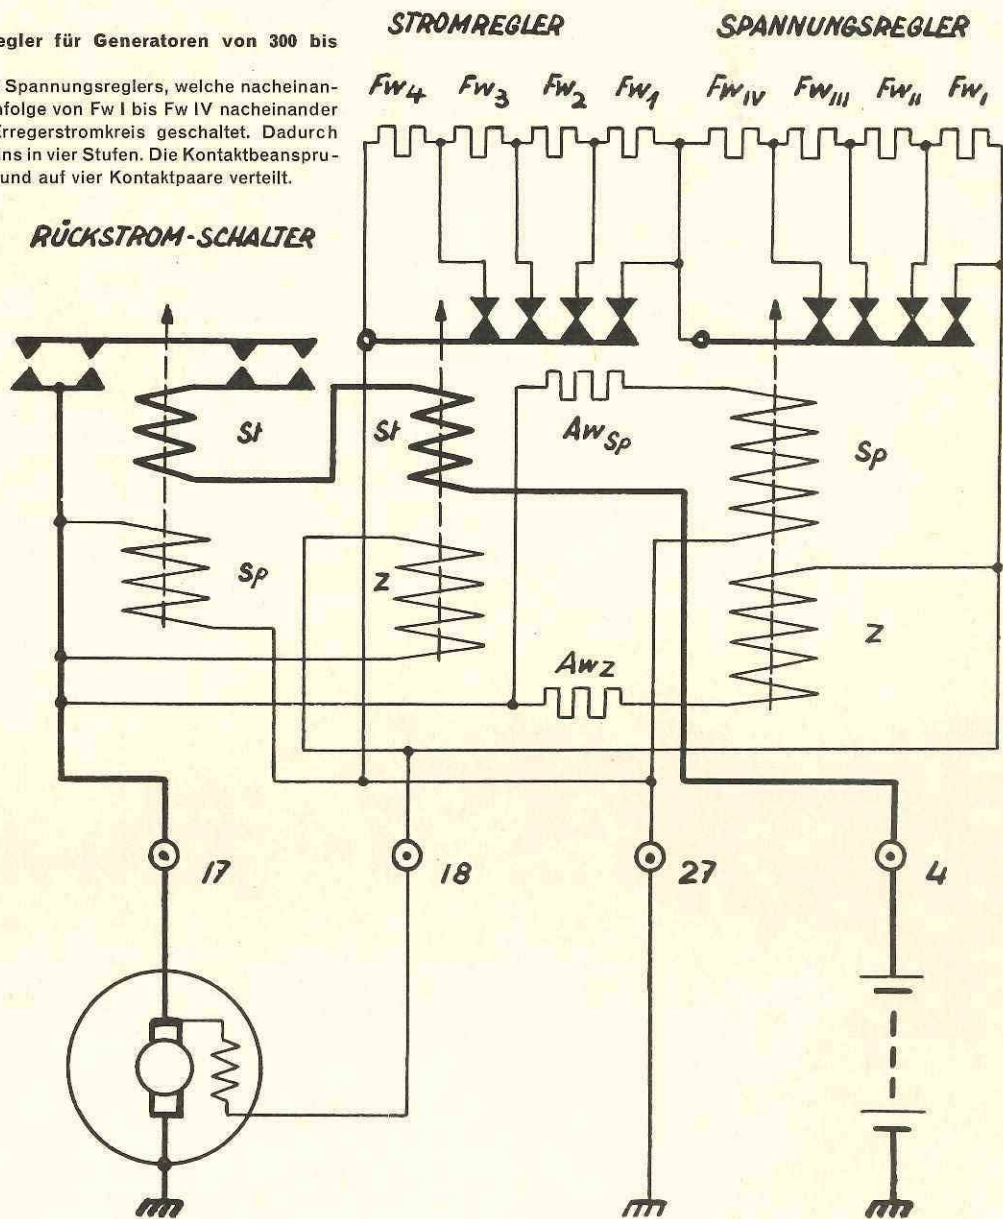 egler für Generatoren von 300 bis
Spannungsreglers, welche nacheinan-
nfolge von Fw I bis Fw IV nacheinander
Erregerstromkreis geschaltet. Dadurch
ns in vier Stufen. Die Kontaktbeanspru-
und auf vier Kontaktpaare verteilt.
STROMREGLER SPANNUNGSREGLER
Fw4 Fw3 Fw2 Fw1 FwIV FwIII FwII FwI
RÜCKSTROM-SCHALTER
St St AwSp Sp
Sp Z Z
AwZ
17 18 27 4